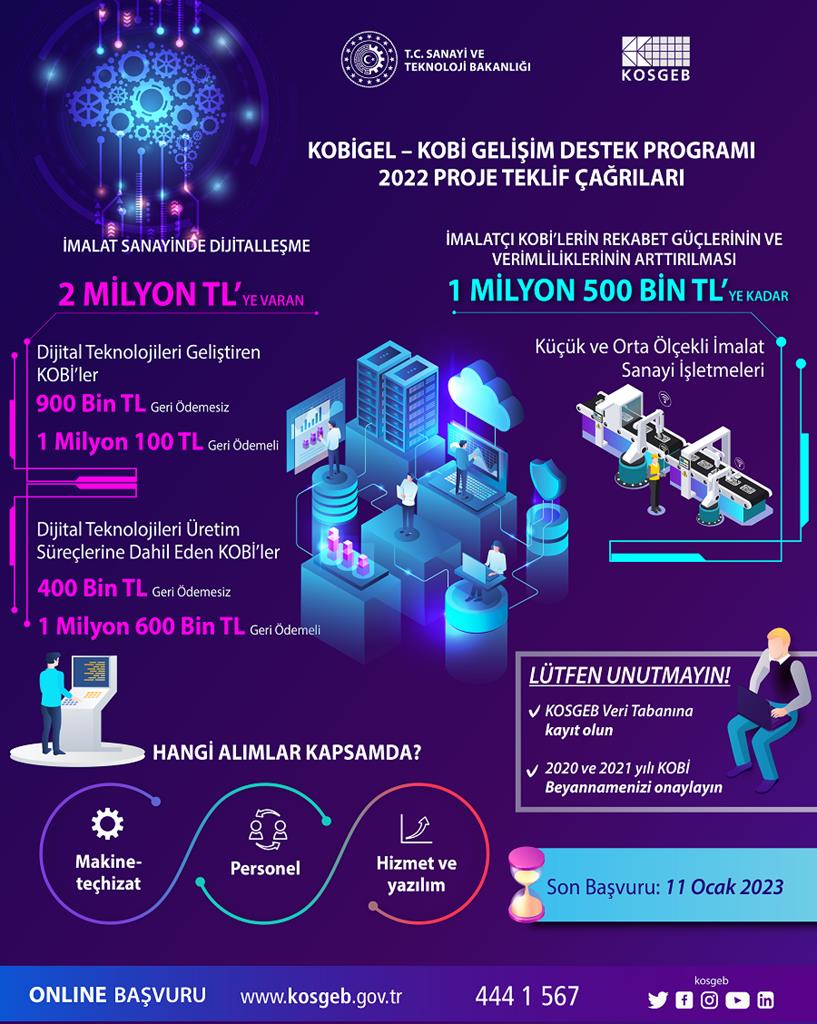 T.C. SANAYİ VE
TEKNOLOJİ BAKANLIĞI
KOSGEB
KOBİGEL – KOBİ GELİŞİM DESTEK PROGRAMI
2022 PROJE TEKLİF ÇAĞRILARI
İMALAT SANAYİNDE DİJİTALLEŞME
2 MİLYON TL’YE VARAN
Dijital Teknolojileri Geliştiren
KOBİ’ler
900 Bin TL Geri Ödemesiz
1 Milyon 100 TL Geri Ödemeli
Dijital Teknolojileri Üretim
Süreçlerine Dahil Eden KOBİ’ler
400 Bin TL Geri Ödemesiz
1 Milyon 600 Bin TL Geri Ödemeli
İMALATÇI KOBİ’LERİN REKABET GÜÇLERİNİN VE
VERİMLİLİKLERİNİN ARTTIRILMASI
1 MİLYON 500 BİN TL’YE KADAR
Küçük ve Orta Ölçekli İmalat
Sanayi İşletmeleri
LÜTFEN UNUTMAYIN!
✓ KOSGEB Veri Tabanına
kayıt olun
✓ 2020 ve 2021 yılı KOBİ
Beyannamenizi onaylayın
HANGİ ALIMLAR KAPSAMDA?
Makine-
teçhizat
Personel
Hizmet ve
yazılım
Son Başvuru: 11 Ocak 2023
ONLINE BAŞVURU www.kosgeb.gov.tr 444 1 567
kosgeb